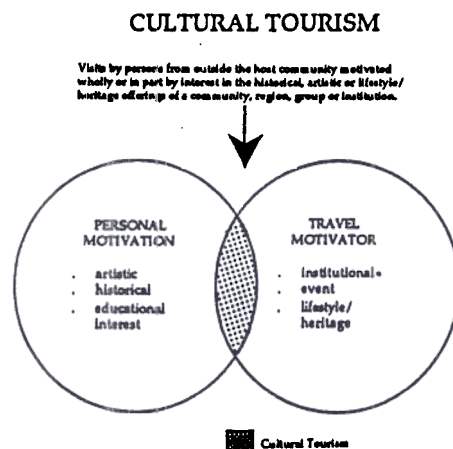 CULTURAL TOURISM
Visits by persons from outside the host community motivated
wholly or in part by interest in the historical, artistic or lifestyle/
heritage offerings of a community, region, group or institution.
PERSONAL
MOTIVATION
. artistic
. historical
. educational
interest
TRAVEL
MOTIVATOR
. institutional*
. event
. lifestyle/
heritage
Cultural Tourism